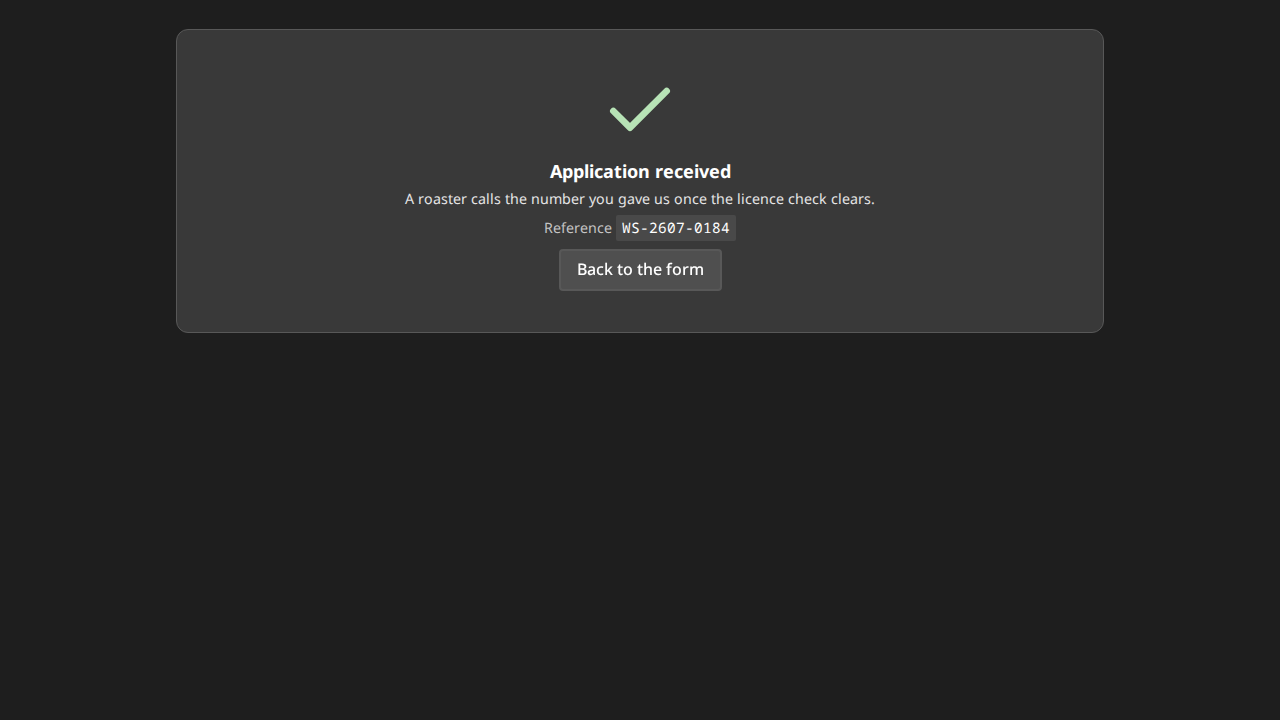 Application received
A roaster calls the number you gave us once the licence check clears.
Reference WS-2607-0184
Back to the form